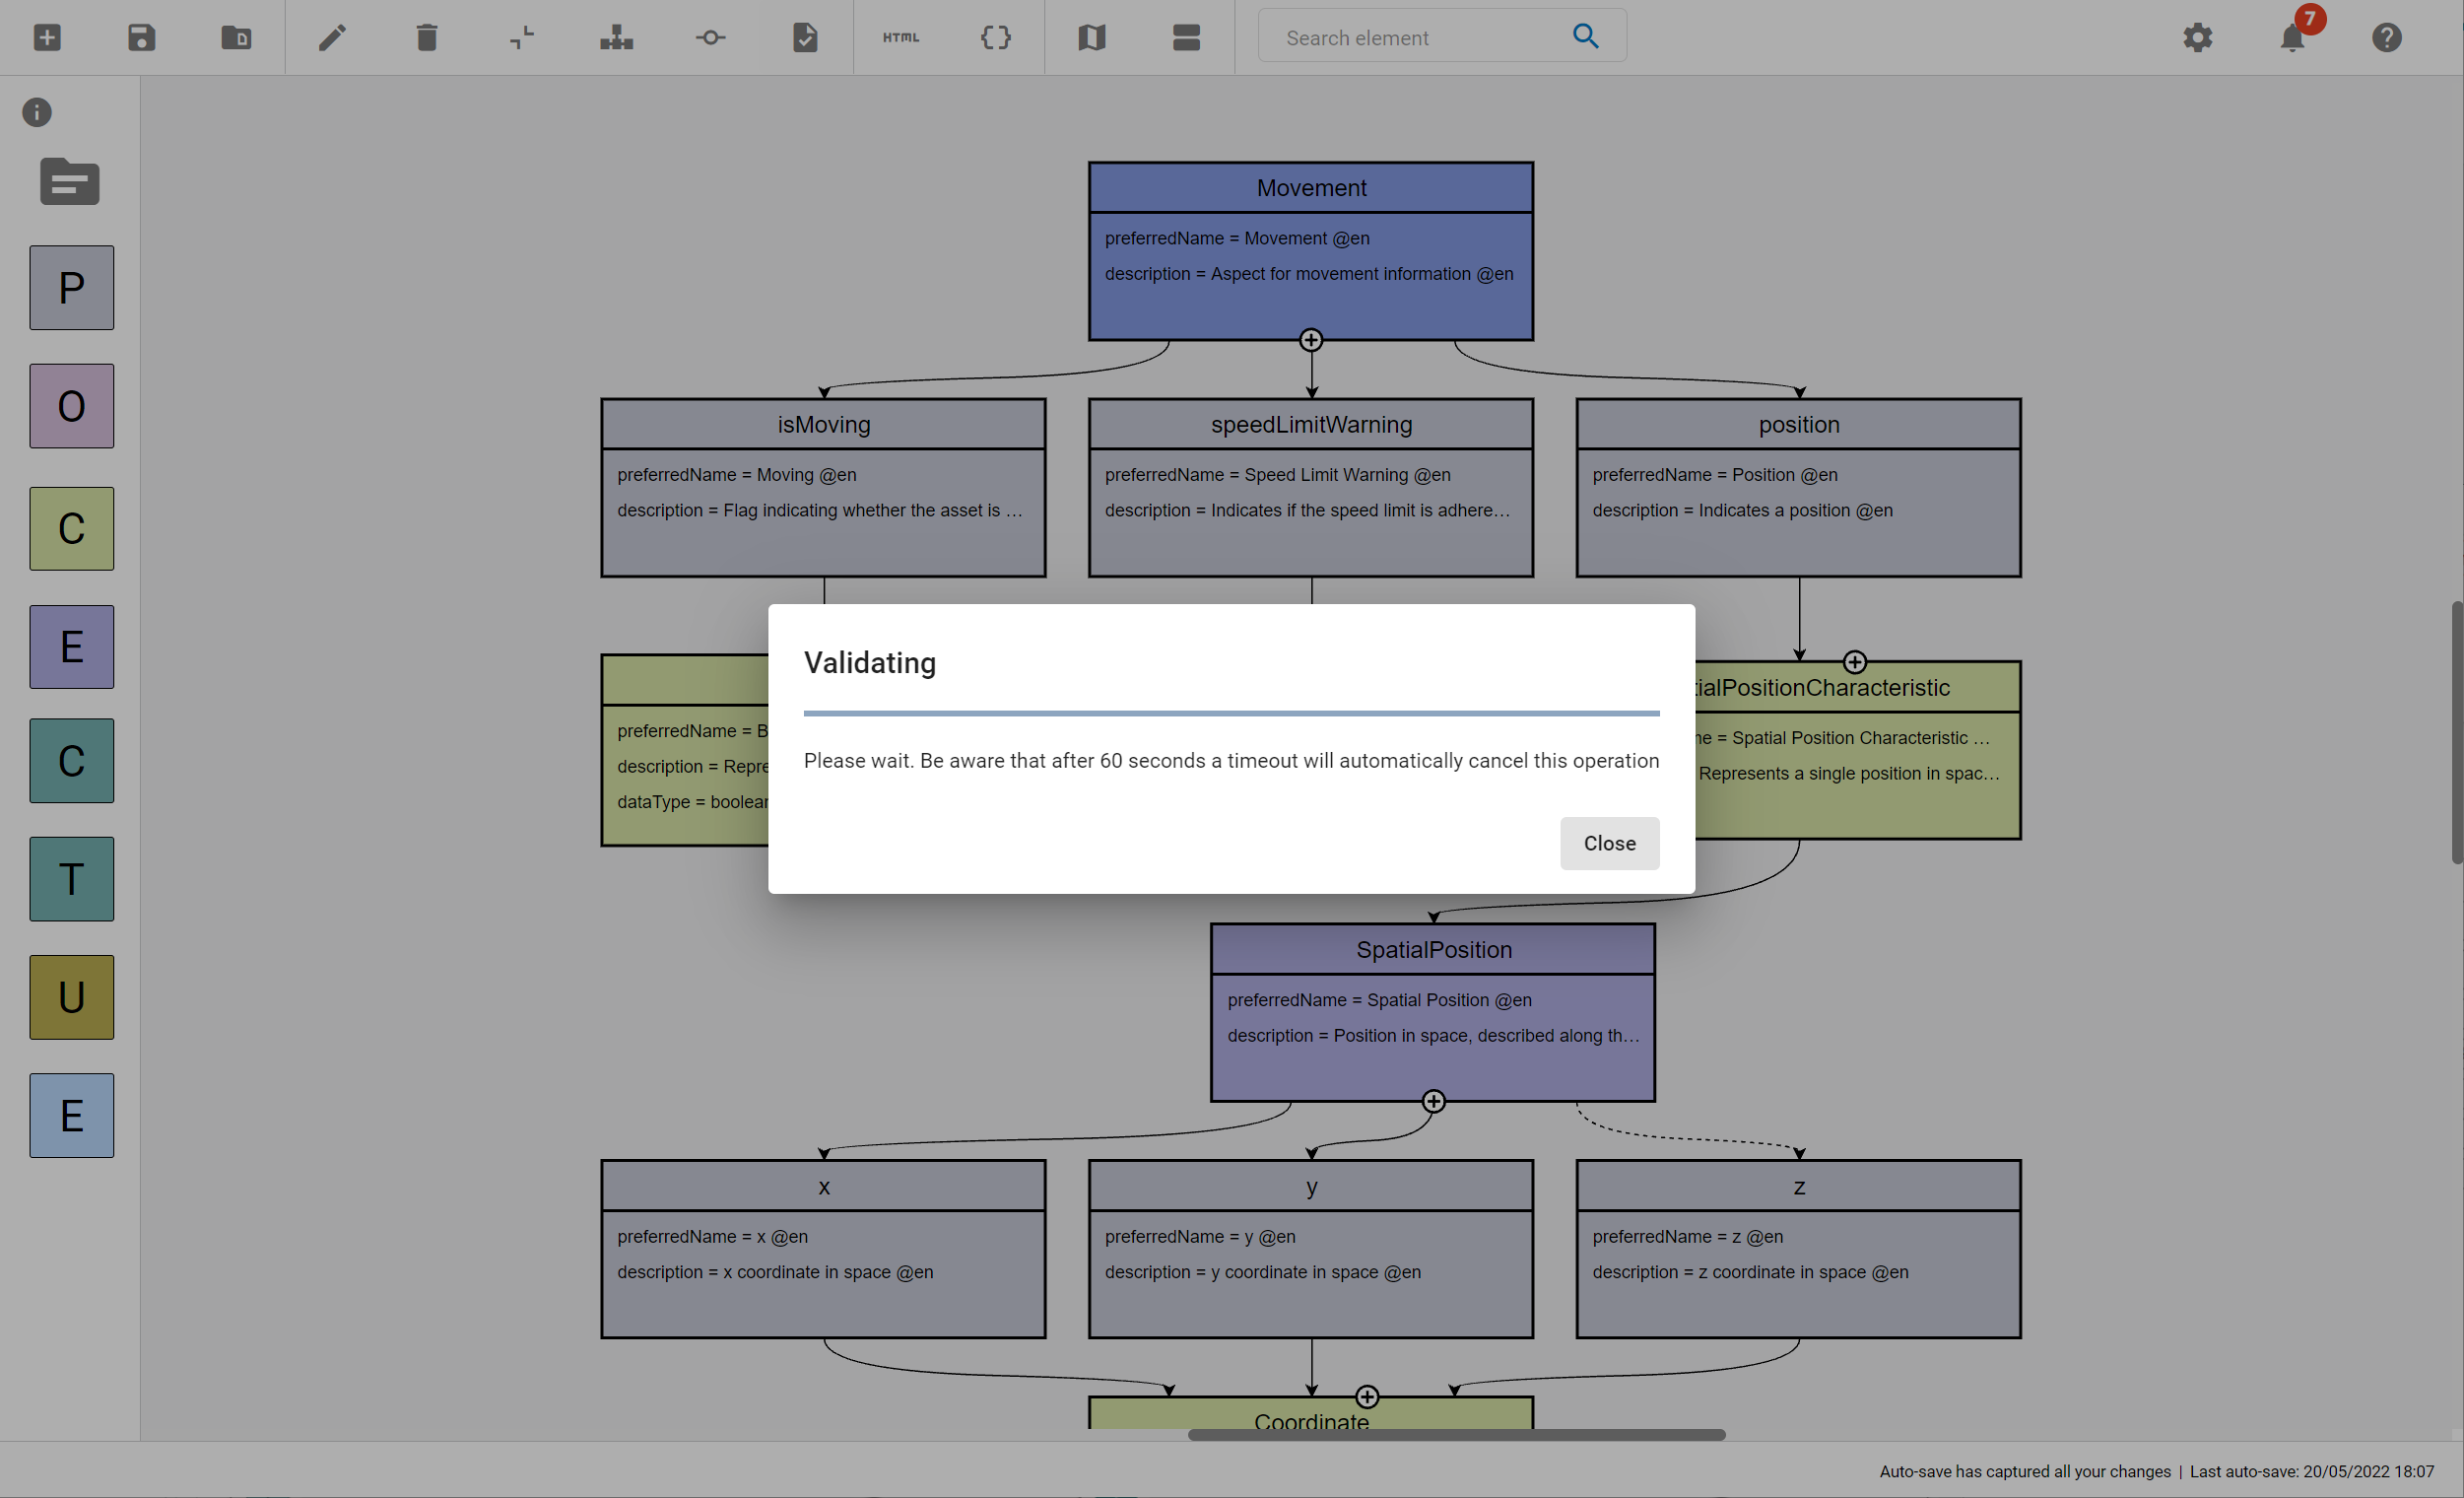 HTML
Search element
7
P
O
C
E
C
T
U
E
Movement
preferredName = Movement @en
description = Aspect for movement information @en
isMoving
preferredName = Moving @en
description = Flag indicating whether the asset is ...
speedLimitWarning
preferredName = Speed Limit Warning @en
description = Indicates if the speed limit is adhere...
position
preferredName = Position @en
description = Indicates a position @en
preferredName = B
description = Repre
dataType = boolear
Validating
Please wait. Be aware that after 60 seconds a timeout will automatically cancel this operation
Close
tialPositionCharacteristic
ne = Spatial Position Characteristic ...
Represents a single position in spac...
SpatialPosition
preferredName = Spatial Position @en
description = Position in space, described along th...
x
preferredName = x @en
description = x coordinate in space @en
y
preferredName = y @en
description = y coordinate in space @en
z
preferredName = z @en
description = z coordinate in space @en
Coordinate
Auto-save has captured all your changes | Last auto-save: 20/05/2022 18:07